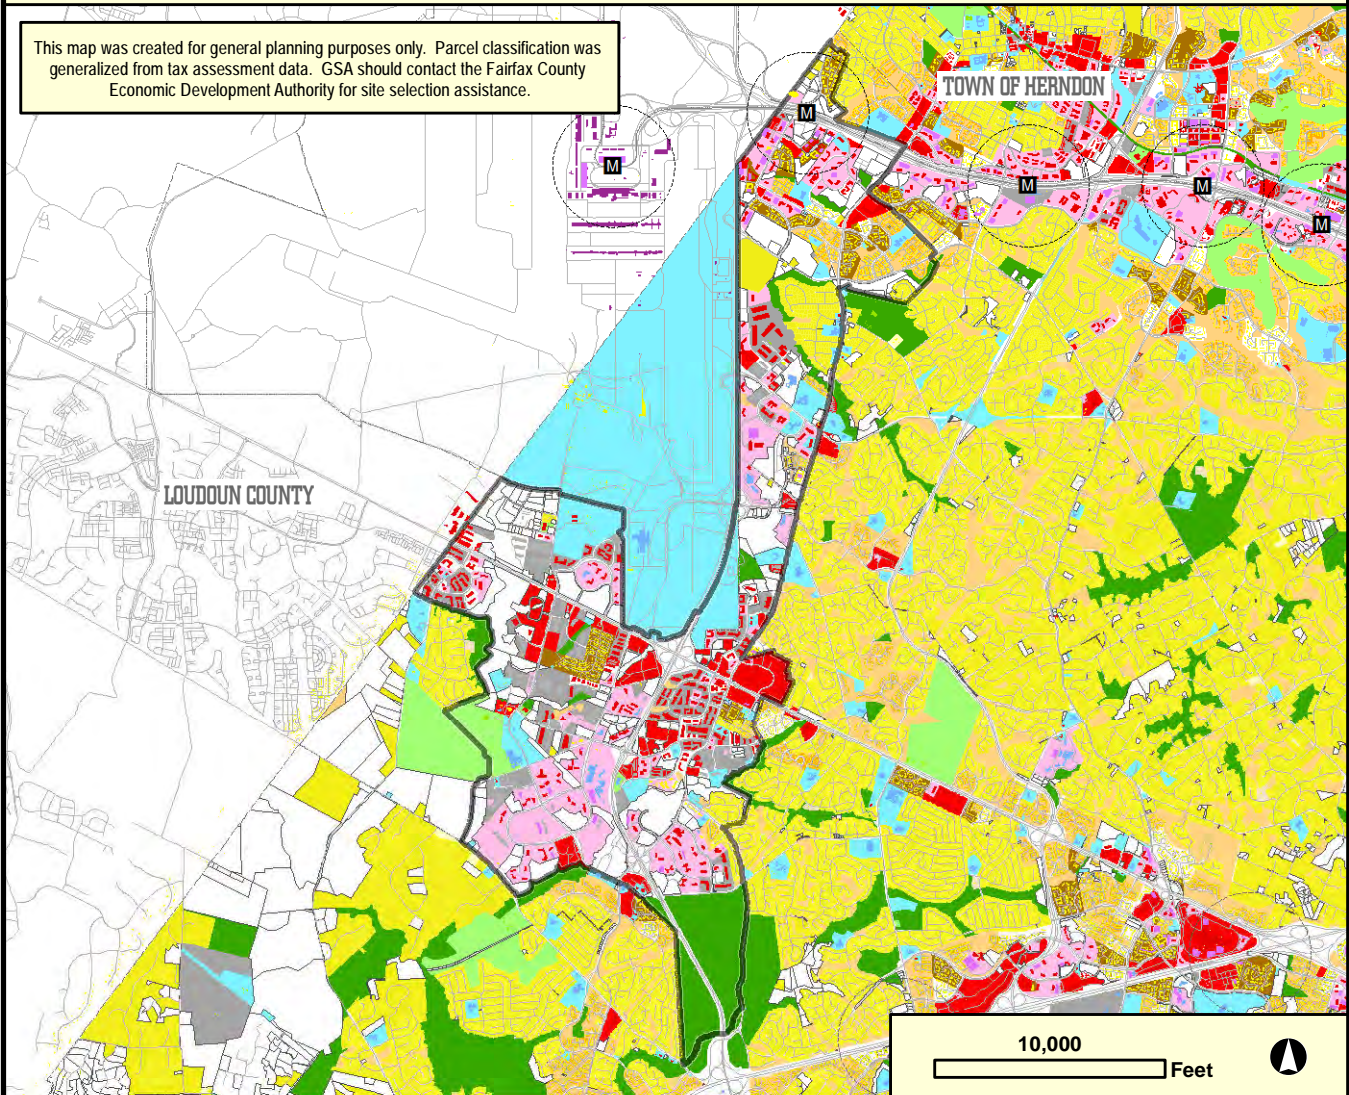 This map was created for general planning purposes only. Parcel classification was
generalized from tax assessment data. GSA should contact the Fairfax County
Economic Development Authority for site selection assistance.
TOWN OF HERNDON
M
M
M
M
M
LOUDOUN COUNTY
10,000
Feet